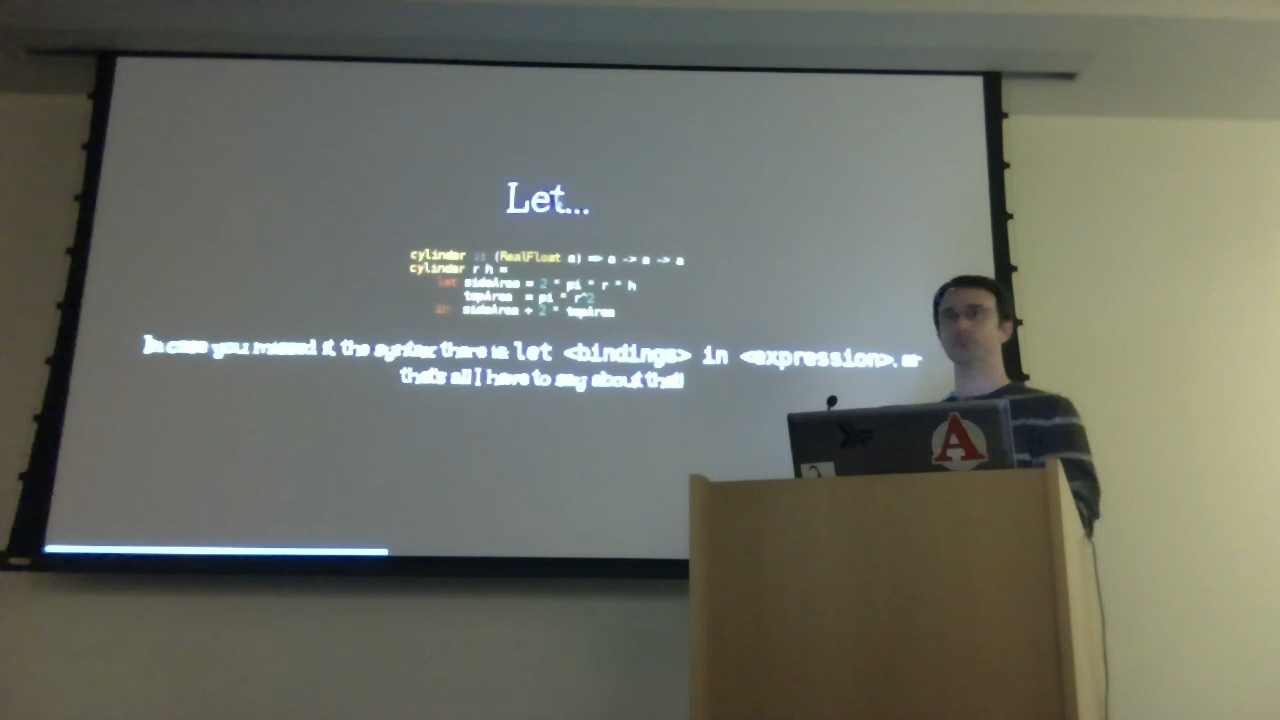 Let...
cylinder :: (RealFloat a) => a -> a -> a
cylinder r h =
let sideArea = 2 * pi * r * h
topArea = pi * r^2
in sideArea + 2 * topArea
In case you missed it the syntax there is let <bindings> in <expression>. or
that's all I have to say about that!
A